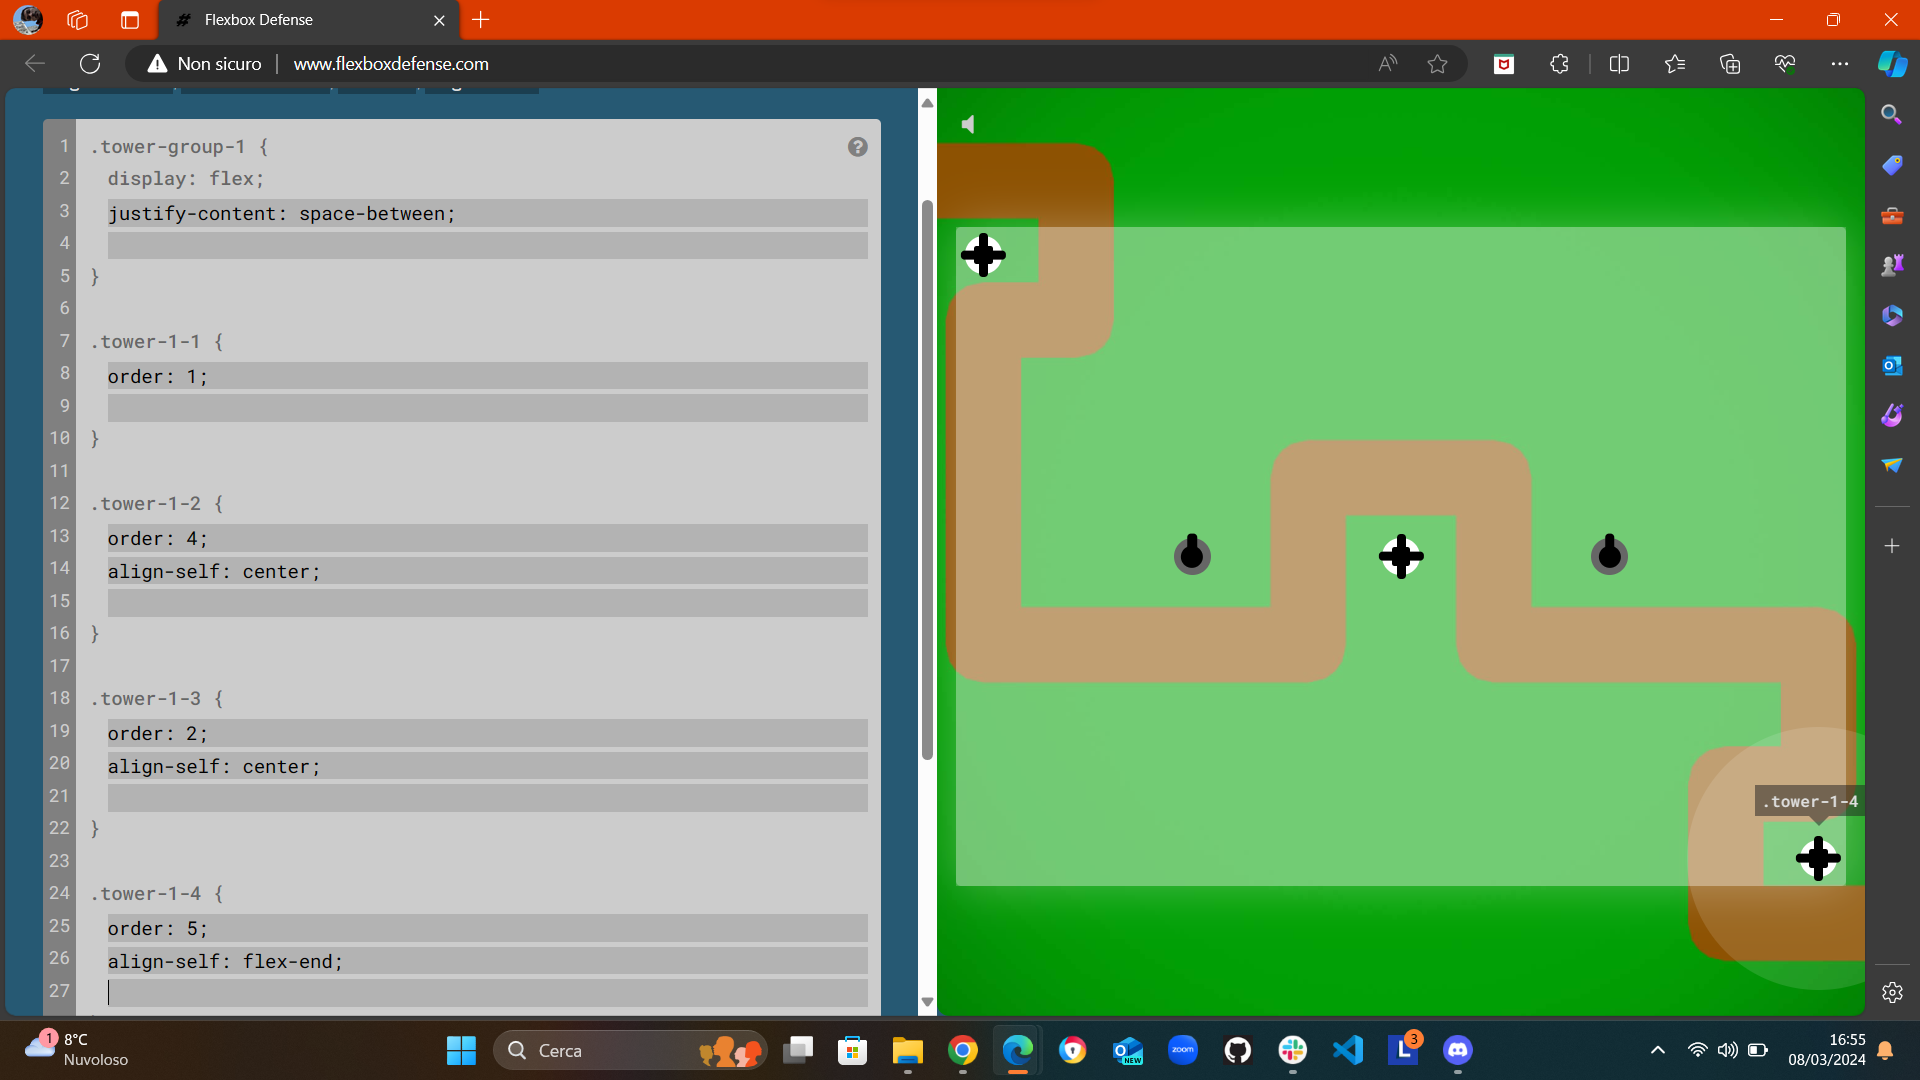 Flexbox Defense
Non sicuro
www.flexboxdefense.com
1 .tower-group-1 {
2 display: flex;
3 justify-content: space-between;
4
5 }
6
7 .tower-1-1 {
8 order: 1;
9
10 }
11
12 .tower-1-2 {
13 order: 4;
14 align-self: center;
15
16 }
17
18 .tower-1-3 {
19 order: 2;
20 align-self: center;
21
22 }
23
24 .tower-1-4 {
25 order: 5;
26 align-self: flex-end;
27
.tower-1-4
1
8°C
Nuvoloso
Cerca
NEW
zoom
L
3
16:55
08/03/2024